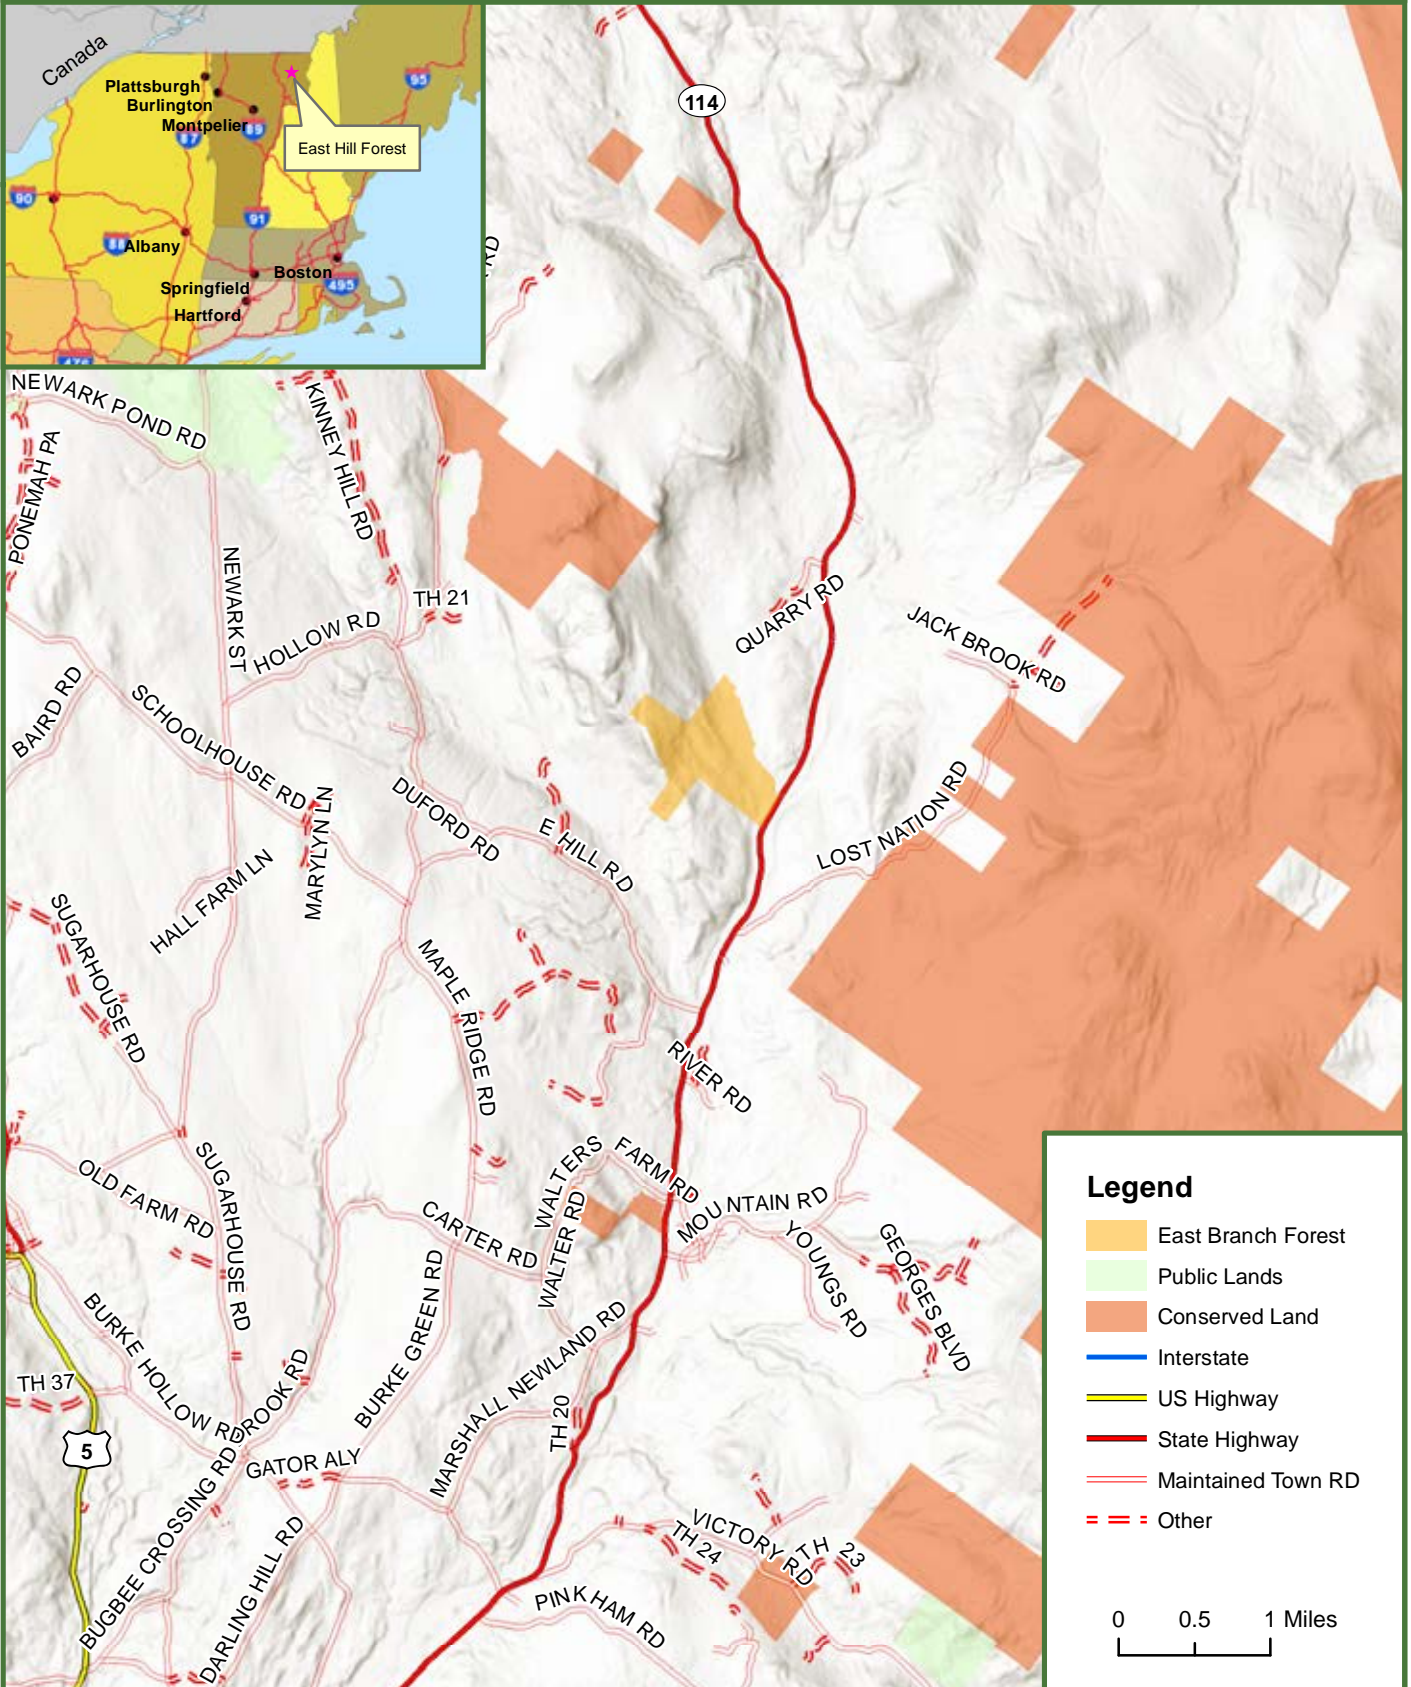 Canada
Plattsburgh
Burlington
Montpelier
East Hill Forest
95
87
89
90
91
88
Albany
Boston
495
Springfield
Hartford
114
RD
NEWARK POND RD
KINNEY HILL RD
PONEMAH PA
NEWARK ST
TH 21
HOLLOW RD
QUARRY RD
JACK BROOK RD
BAIRD RD
SCHOOLHOUSE RD
MARYLYN LN
DUFORD RD
E HILL RD
LOST NATION RD
HALL FARM LN
SUGARHOUSE RD
MAPLE RIDGE RD
RIVER RD
OLD FARM RD
SUGARHOUSE RD
WALTERS FARM RD
WALTER RD
CARTER RD
MOUNTAIN RD
YOUNGS RD
GEORGES BLVD
BURKE HOLLOW RD
BURKE GREEN RD
MARSHALL NEWLAND RD
TH 37
5
BROOK RD
TH 20
GATOR ALY
BUGBEE CROSSING RD
DARLING HILL RD
VICTORY RD
TH 24
TH 23
PINKHAM RD
Legend
East Branch Forest
Public Lands
Conserved Land
Interstate
US Highway
State Highway
Maintained Town RD
Other
0 0.5 1 Miles